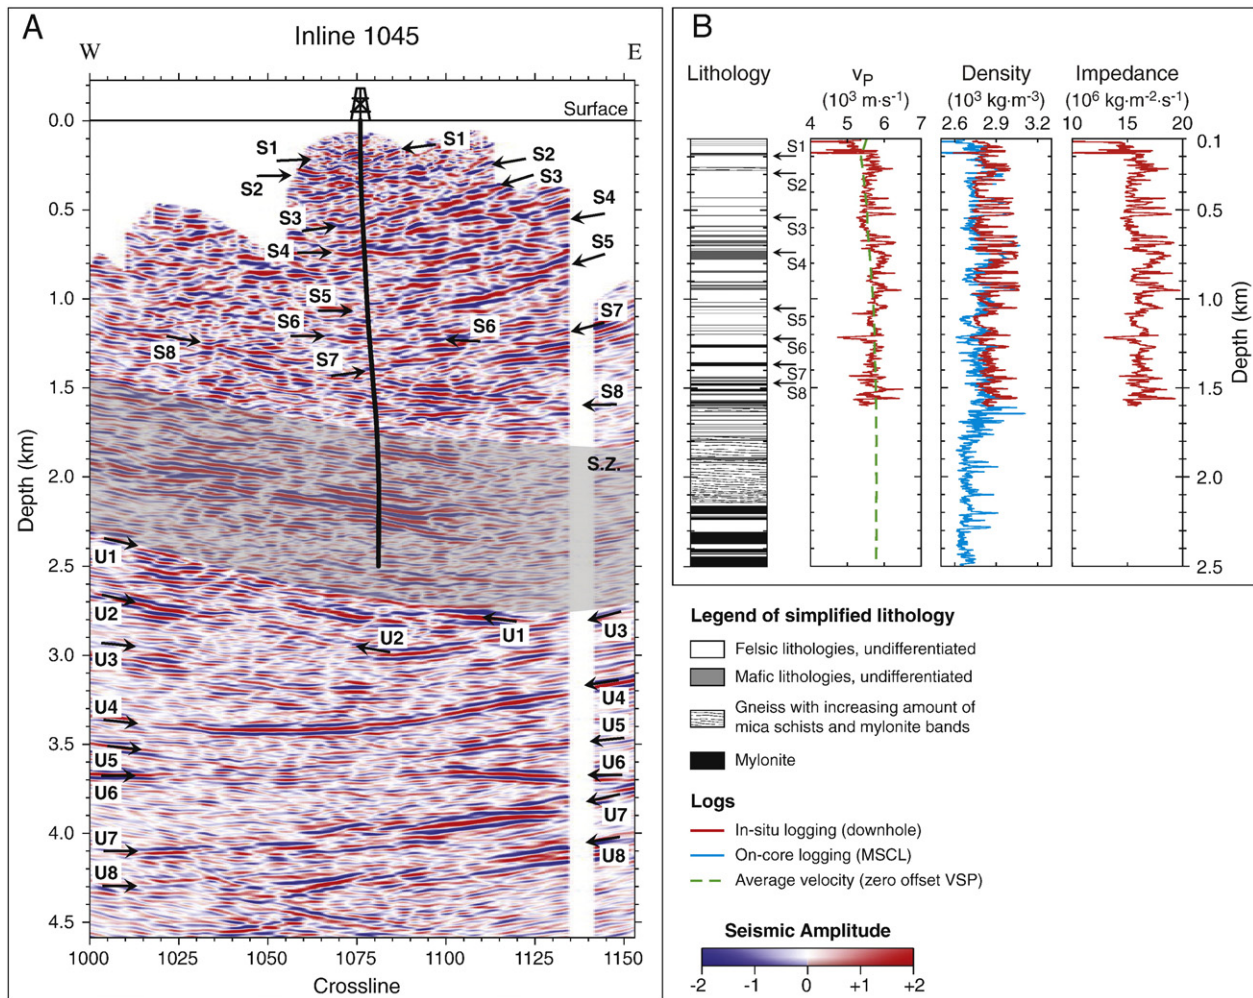 A
Inline 1045
W
E
Surface
0.0
0.5
1.0
1.5
2.0
2.5
3.0
3.5
4.0
4.5
Depth (km)
S1
S1
S2
S2
S3
S3
S4
S4
S5
S5
S6
S6
S7
S7
S8
S8
S.Z.
U1
U1
U2
U2
U3
U3
U4
U4
U5
U5
U6
U6
U7
U7
U8
U8
1000 1025 1050 1075 1100 1125 1150
Crossline
B
Lithology
vP
(10³ m·s⁻¹)
4 5 6 7
Density
(10³ kg·m⁻³)
2.6 2.9 3.2
Impedance
(10⁶ kg·m⁻²·s⁻¹)
10 15 20
S1
S2
S3
S4
S5
S6
S7
S8
0.1
0.5
1.0
1.5
2.0
2.5
Depth (km)
Legend of simplified lithology
Felsic lithologies, undifferentiated
Mafic lithologies, undifferentiated
Gneiss with increasing amount of
mica schists and mylonite bands
Mylonite
Logs
In-situ logging (downhole)
On-core logging (MSCL)
Average velocity (zero offset VSP)
Seismic Amplitude
-2 -1 0 +1 +2